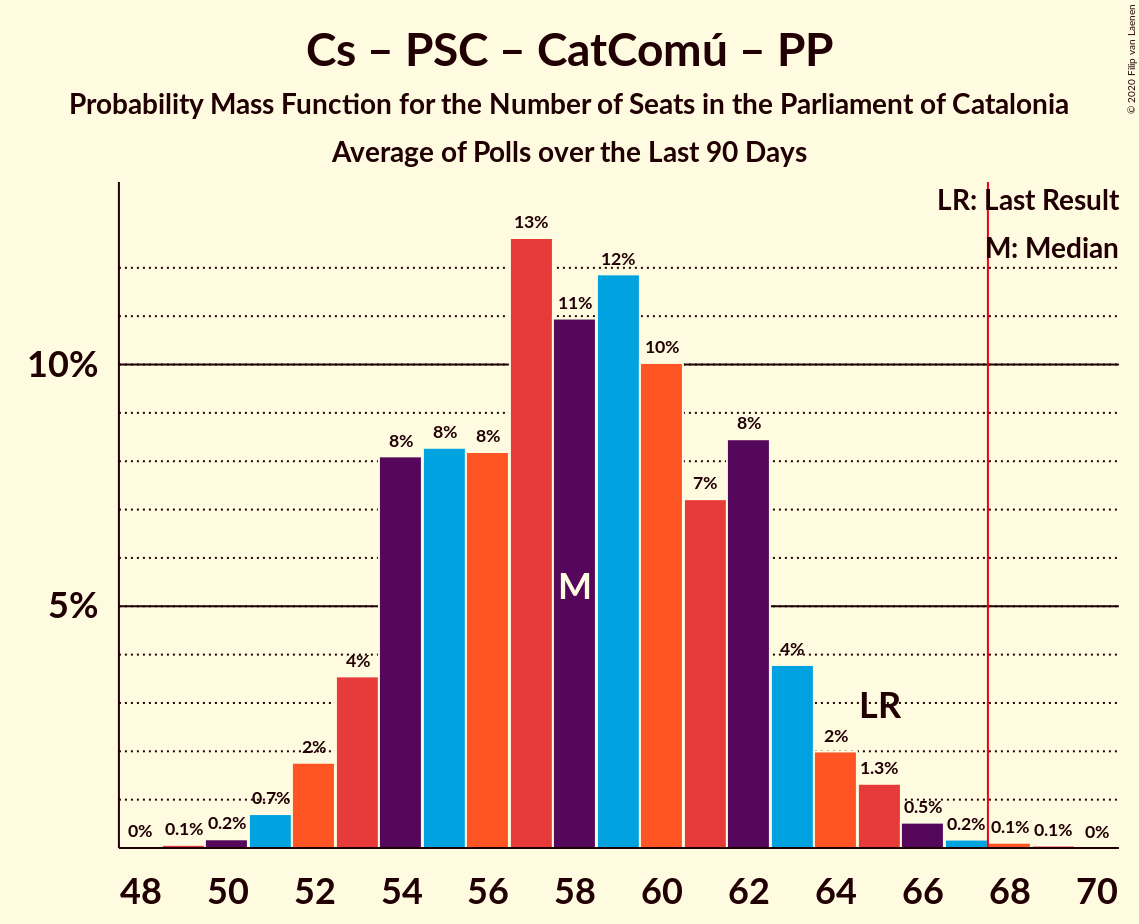 Cs – PSC – CatComú – PP
Probability Mass Function for the Number of Seats in the Parliament of Catalonia
Average of Polls over the Last 90 Days
© 2020 Filip van Laenen
LR: Last Result
M: Median
10%
5%
0%
0.1%
0.2%
0.7%
2%
4%
8%
8%
8%
13%
11%
12%
10%
7%
8%
4%
2%
1.3%
0.5%
0.2%
0.1%
0.1%
0%
M
LR
48 50 52 54 56 58 60 62 64 66 68 70